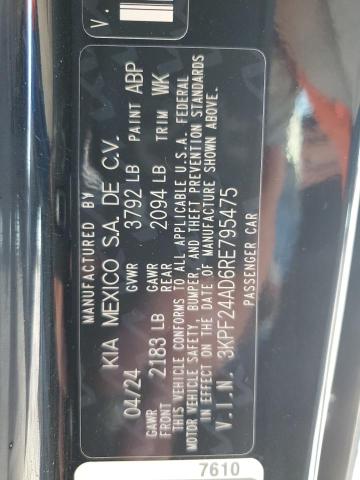 MANUFACTURED BY
KIA MEXICO S.A. DE C.V.
04/24 GVWR 3792 LB PAINT ABP
GAWR FRONT 2183 LB GAWR REAR 2094 LB TRIM WK
THIS VEHICLE CONFORMS TO ALL APPLICABLE U.S.A. FEDERAL
MOTOR VEHICLE SAFETY, BUMPER, AND THEFT PREVENTION STANDARDS
IN EFFECT ON THE DATE OF MANUFACTURE SHOWN ABOVE.
V.I.N. 3KPF24AD6RE795475
PASSENGER CAR
V.
7610